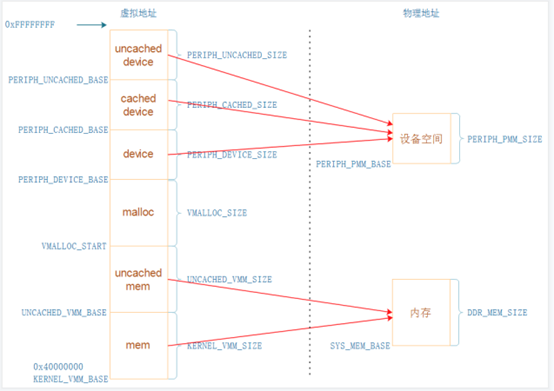 虚拟地址
物理地址
0xFFFFFFFF
uncached
device
PERIPH_UNCACHED_SIZE
PERIPH_UNCACHED_BASE
cached
device
PERIPH_CACHED_SIZE
PERIPH_CACHED_BASE
device
PERIPH_DEVICE_SIZE
PERIPH_DEVICE_BASE
设备空间
PERIPH_PMM_SIZE
PERIPH_PMM_BASE
malloc
VMALLOC_SIZE
VMALLOC_START
uncached
mem
UNCACHED_VMM_SIZE
UNCACHED_VMM_BASE
mem
KERNEL_VMM_SIZE
内存
DDR_MEM_SIZE
SYS_MEM_BASE
0x40000000
KERNEL_VMM_BASE